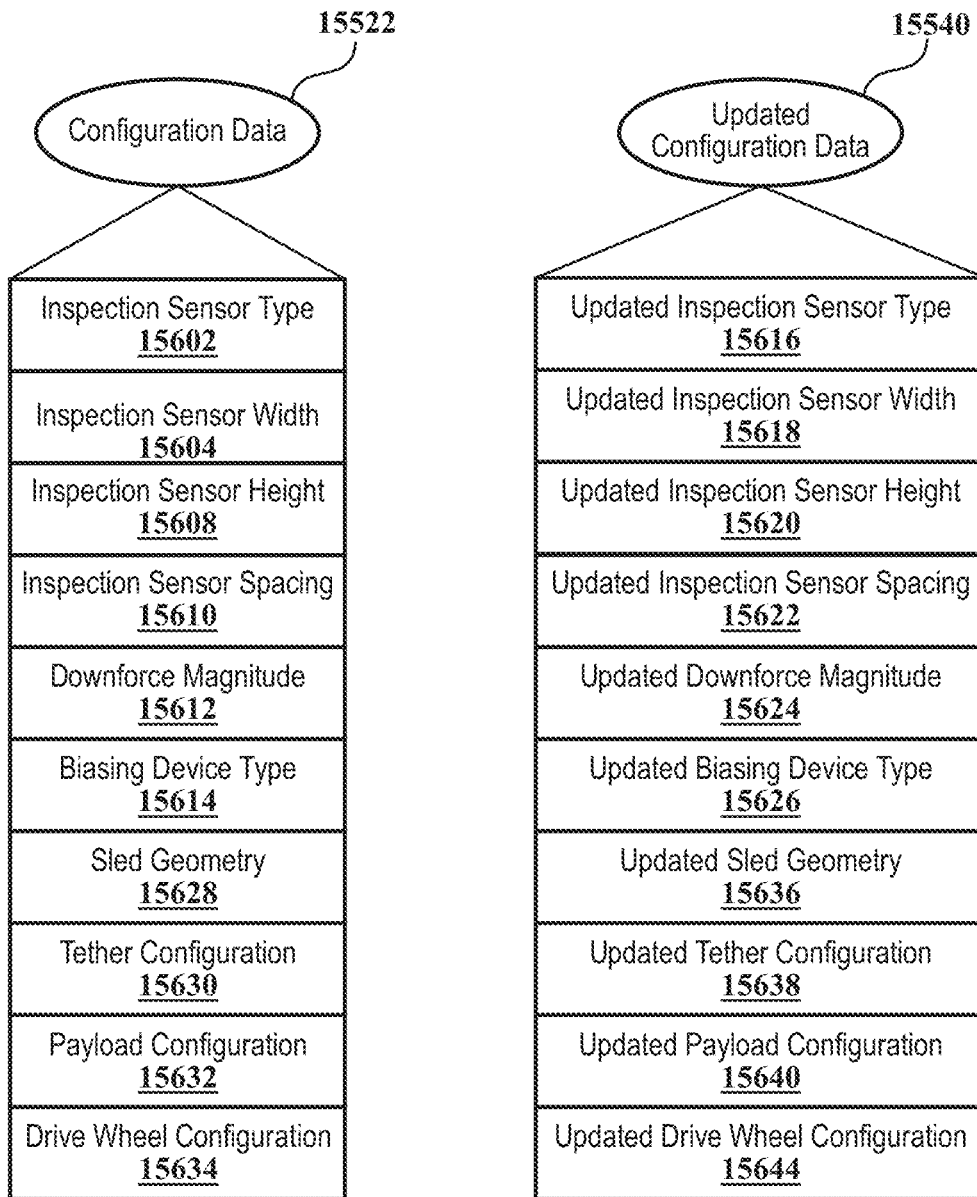 15522
Configuration Data
Inspection Sensor Type
15602
Inspection Sensor Width
15604
Inspection Sensor Height
15608
Inspection Sensor Spacing
15610
Downforce Magnitude
15612
Biasing Device Type
15614
Sled Geometry
15628
Tether Configuration
15630
Payload Configuration
15632
Drive Wheel Configuration
15634
15540
Updated
Configuration Data
Updated Inspection Sensor Type
15616
Updated Inspection Sensor Width
15618
Updated Inspection Sensor Height
15620
Updated Inspection Sensor Spacing
15622
Updated Downforce Magnitude
15624
Updated Biasing Device Type
15626
Updated Sled Geometry
15636
Updated Tether Configuration
15638
Updated Payload Configuration
15640
Updated Drive Wheel Configuration
15644